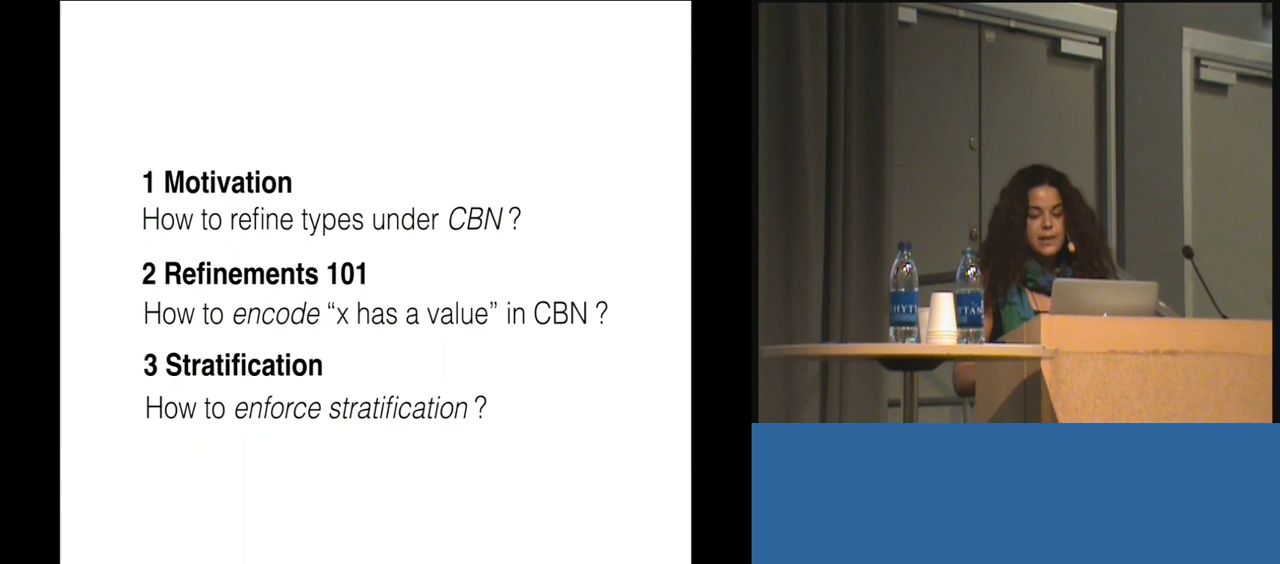 1 Motivation
How to refine types under CBN ?
2 Refinements 101
How to encode “x has a value” in CBN ?
3 Stratification
How to enforce stratification ?